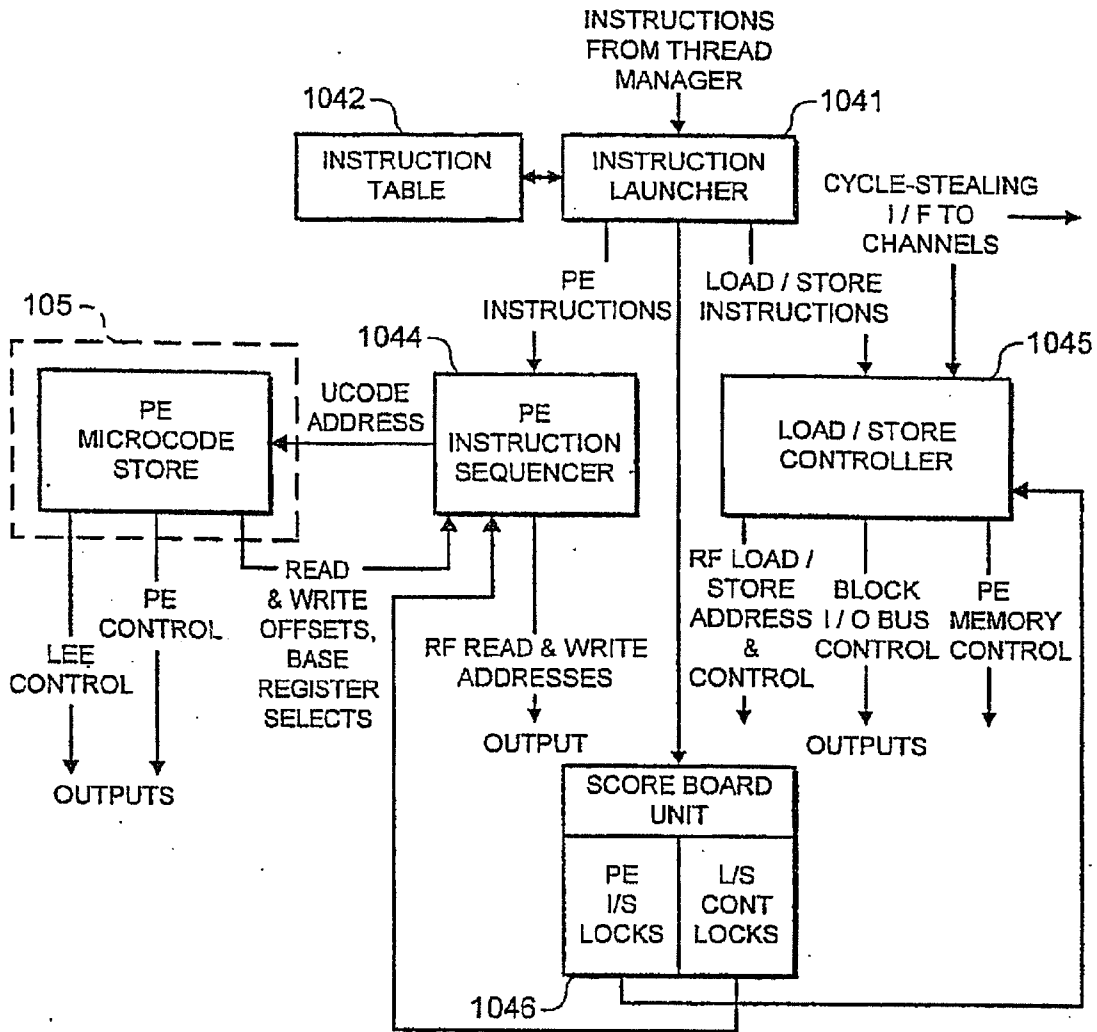 INSTRUCTIONS
FROM THREAD
MANAGER
1042
1041
INSTRUCTION
TABLE
INSTRUCTION
LAUNCHER
CYCLE-STEALING
I / F TO
CHANNELS
PE
INSTRUCTIONS
LOAD / STORE
INSTRUCTIONS
105
1044
1045
PE
MICROCODE
STORE
UCODE
ADDRESS
PE
INSTRUCTION
SEQUENCER
LOAD / STORE
CONTROLLER
LEE
CONTROL
PE
CONTROL
OUTPUTS
READ
& WRITE
OFFSETS,
BASE
REGISTER
SELECTS
RF READ & WRITE
ADDRESSES
OUTPUT
RF LOAD /
STORE
ADDRESS
&
CONTROL
BLOCK
I / O BUS
CONTROL
PE
MEMORY
CONTROL
OUTPUTS
SCORE BOARD
UNIT
PE
I/S
LOCKS
L/S
CONT
LOCKS
1046